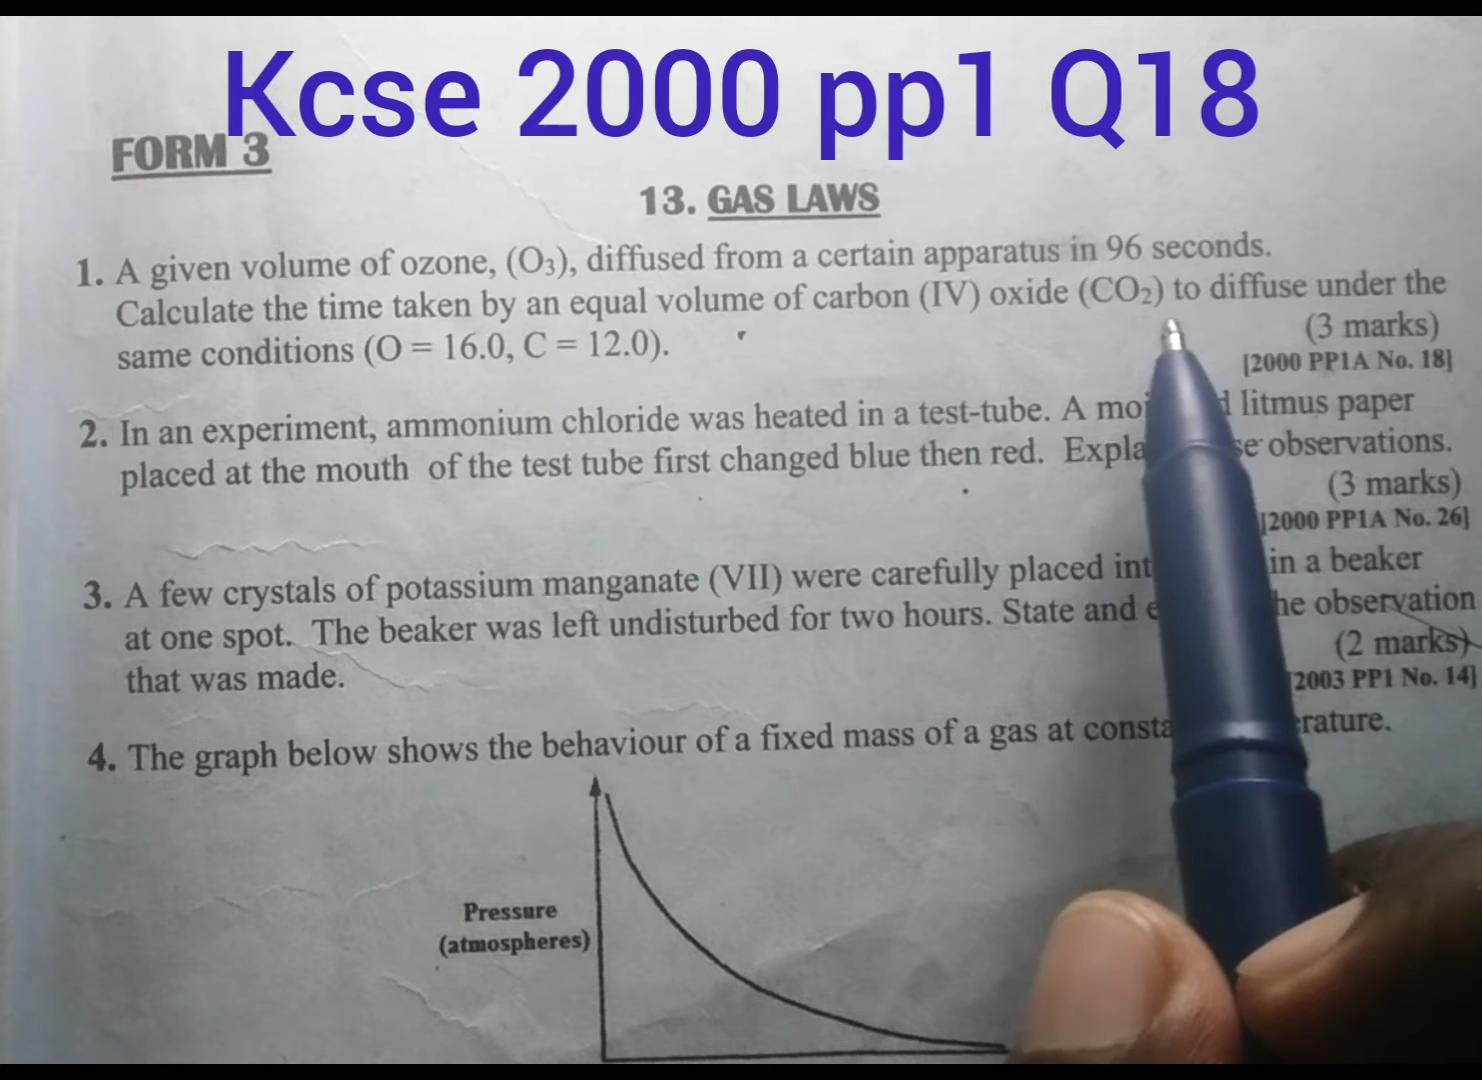 Kcse 2000 pp1 Q18
FORM 3
13. GAS LAWS
1. A given volume of ozone, (O₃), diffused from a certain apparatus in 96 seconds.
Calculate the time taken by an equal volume of carbon (IV) oxide (CO₂) to diffuse under the
same conditions (O = 16.0, C = 12.0).
(3 marks)
[2000 PP1A No. 18]
2. In an experiment, ammonium chloride was heated in a test-tube. A litmus paper
placed at the mouth of the test tube first changed blue then red. observations.
(3 marks)
[2000 PP1A No. 26]
3. A few crystals of potassium manganate (VII) were carefully placed in a beaker
at one spot. The beaker was left undisturbed for two hours. State and observation
that was made.
(2 marks)
[2003 PP1 No. 14]
4. The graph below shows the behaviour of a fixed mass of a gas at
Pressure
(atmospheres)